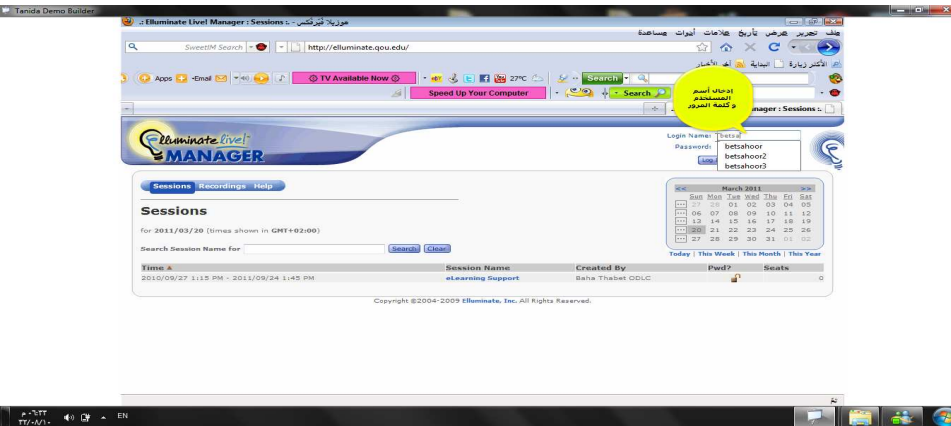 Tanida Demo Builder
.: Elluminate Live! Manager : Sessions :. - موزيلا فَيَرفُكس
ملف تحرير عرض تأريخ علامات أدوات مساعدة
SweetIM Search
http://elluminate.qou.edu/
الأكثر زيارة البداية آخر الأخبار
Apps Email
TV Available Now
27°C
Search
Speed Up Your Computer
Search
إدخال أسم
المستخدم
و كلمة المرور
anager : Sessions :.
Elluminate Live!
MANAGER
Login Name: betsa
Password:
betsahoor
betsahoor2
betsahoor3
Log
Sessions Recordings Help
<< March 2011 >>
Sun Mon Tue Wed Thu Fri Sat
27 28 01 02 03 04 05
06 07 08 09 10 11 12
13 14 15 16 17 18 19
20 21 22 23 24 25 26
27 28 29 30 31 01 02
Today | This Week | This Month | This Year
Sessions
for 2011/03/20 (times shown in GMT+02:00)
Search Session Name for Search Clear
Time Session Name Created By Pwd? Seats
2010/09/27 1:15 PM - 2011/09/24 1:45 PM eLearning Support Baha Thabet ODLC 0
Copyright ©2004-2009 Elluminate, Inc. All Rights Reserved.
تم
EN